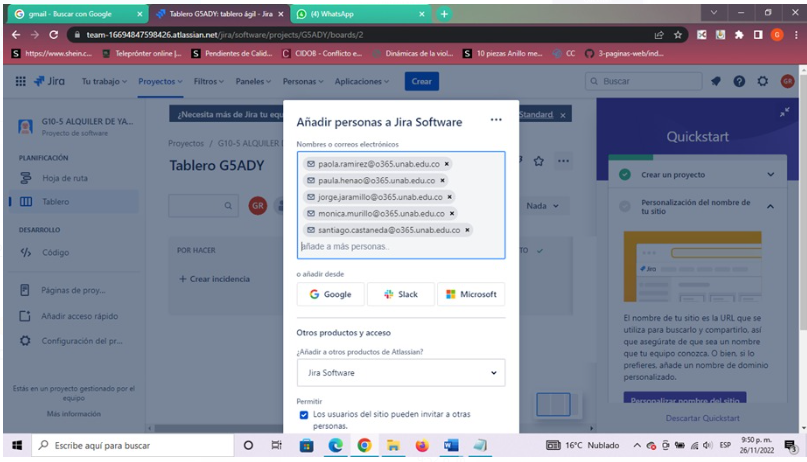 gmail - Buscar con Google
Tablero G5ADY: tablero ágil - Jira
(4) WhatsApp
team-16694847598426.atlassian.net/jira/software/projects/G5ADY/boards/2
https://www.shein.c...
Teleprónter online |...
Pendientes de Calid...
CIDOB - Conflicto e...
Dinámicas de la viol...
10 piezas Anillo me...
CC
3-paginas-web/ind...
Jira
Tu trabajo
Proyectos
Filtros
Paneles
Personas
Aplicaciones
Crear
Buscar
GR
G10-5 ALQUILER DE YA...
Proyecto de software
PLANIFICACIÓN
Hoja de ruta
Tablero
DESARROLLO
Código
Páginas de proy...
Añadir acceso rápido
Configuración del pr...
Estás en un proyecto gestionado por el equipo
Más información
¿Necesita más de Jira tu equ
Standard
Proyectos / G10-5 ALQUILER
Tablero G5ADY
GR
Nada
POR HACER
TO
+ Crear incidencia
Añadir personas a Jira Software
Nombres o correos electrónicos
paola.ramirez@o365.unab.edu.co
paula.henao@o365.unab.edu.co
jorge.jaramillo@o365.unab.edu.co
monica.murillo@o365.unab.edu.co
santiago.castaneda@o365.unab.edu.co
añade a más personas..
o añadir desde
Google
Slack
Microsoft
Otros productos y acceso
¿Añadir a otros productos de Atlassian?
Jira Software
Permitir
Los usuarios del sitio pueden invitar a otras
personas.
Quickstart
Crear un proyecto
Personalización del nombre de
tu sitio
Jira
El nombre de tu sitio es la URL que se
utiliza para buscarlo y compartirlo, así
que asegúrate de que sea un nombre
que tu equipo conozca. O bien, si lo
prefieres, añade un nombre de dominio
personalizado.
Personalizar nombre del sitio
Descartar Quickstart
Escribe aquí para buscar
16°C Nublado
ESP
9:50 p. m.
26/11/2022